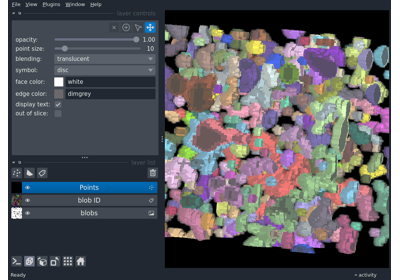 File View Plugins Window Help
layer controls
opacity: 1.00
point size: 10
blending: translucent
symbol: disc
face color: white
edge color: dimgrey
display text:
out of slice:
layer list
Points
blob ID
blobs
Ready
activity